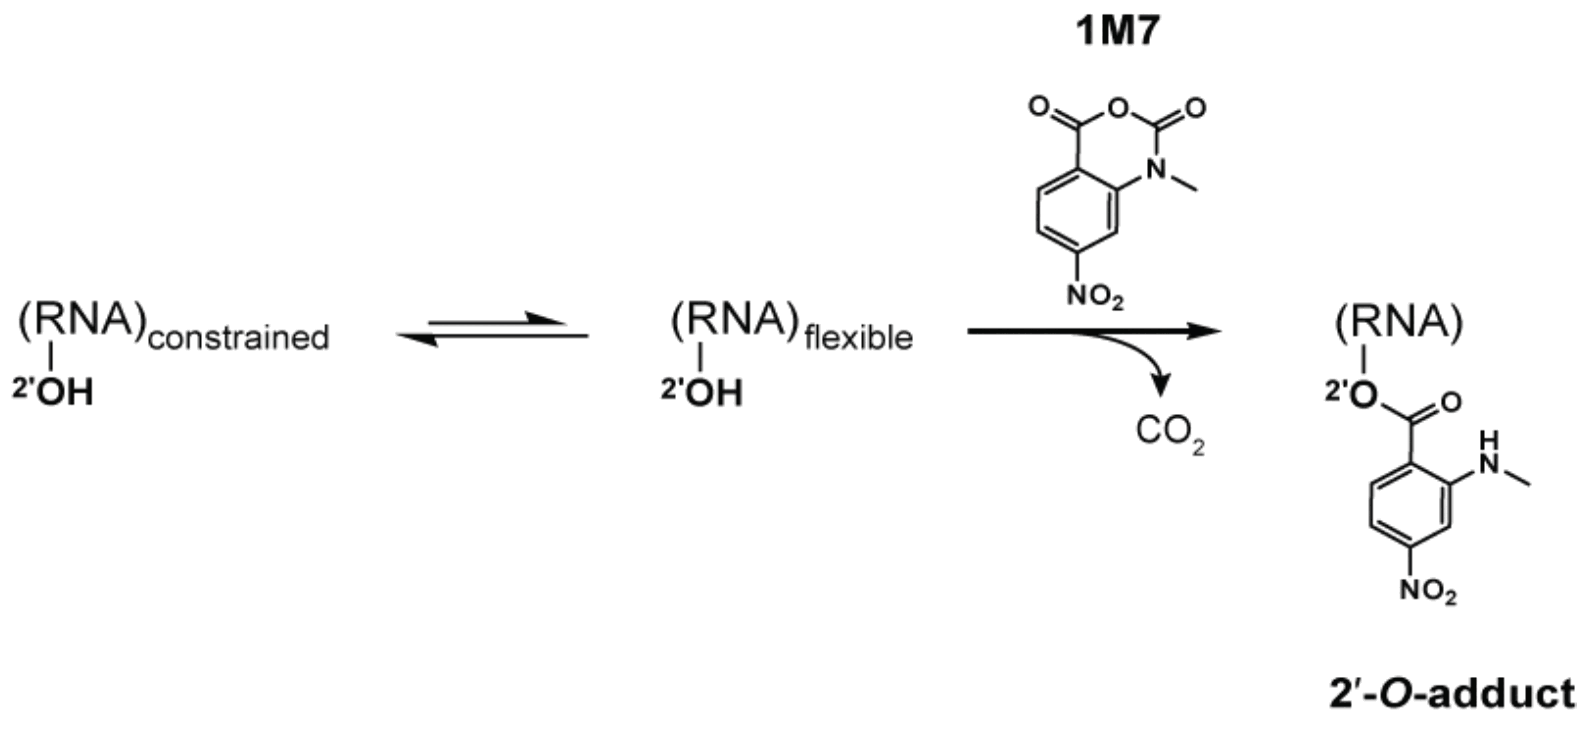 1M7
O O O
N
NO₂
(RNA)constrained
2'OH
(RNA)flexible
2'OH
CO₂
(RNA)
2'O
O
H
N
NO₂
2′-O-adduct